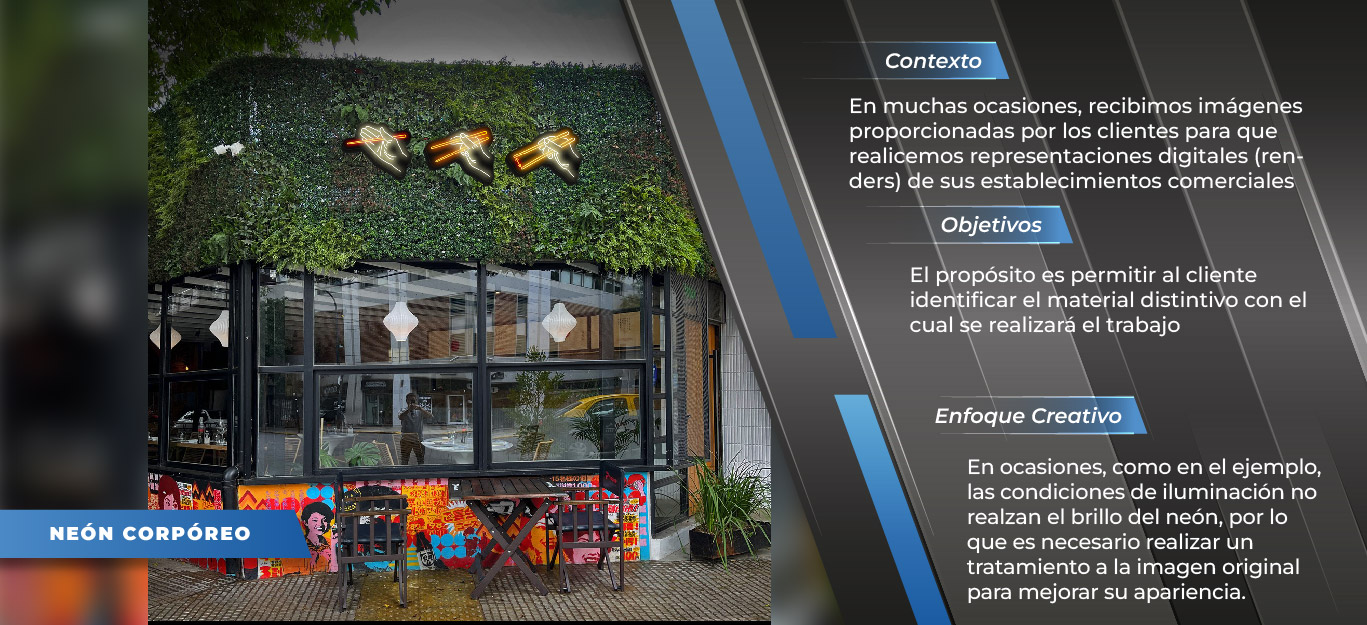 Contexto
En muchas ocasiones, recibimos imágenes
proporcionadas por los clientes para que
realicemos representaciones digitales (ren-
ders) de sus establecimientos comerciales
Objetivos
El propósito es permitir al cliente
identificar el material distintivo con el
cual se realizará el trabajo
Enfoque Creativo
En ocasiones, como en el ejemplo,
las condiciones de iluminación no
realzan el brillo del neón, por lo
que es necesario realizar un
tratamiento a la imagen original
para mejorar su apariencia.
NEÓN CORPÓREO